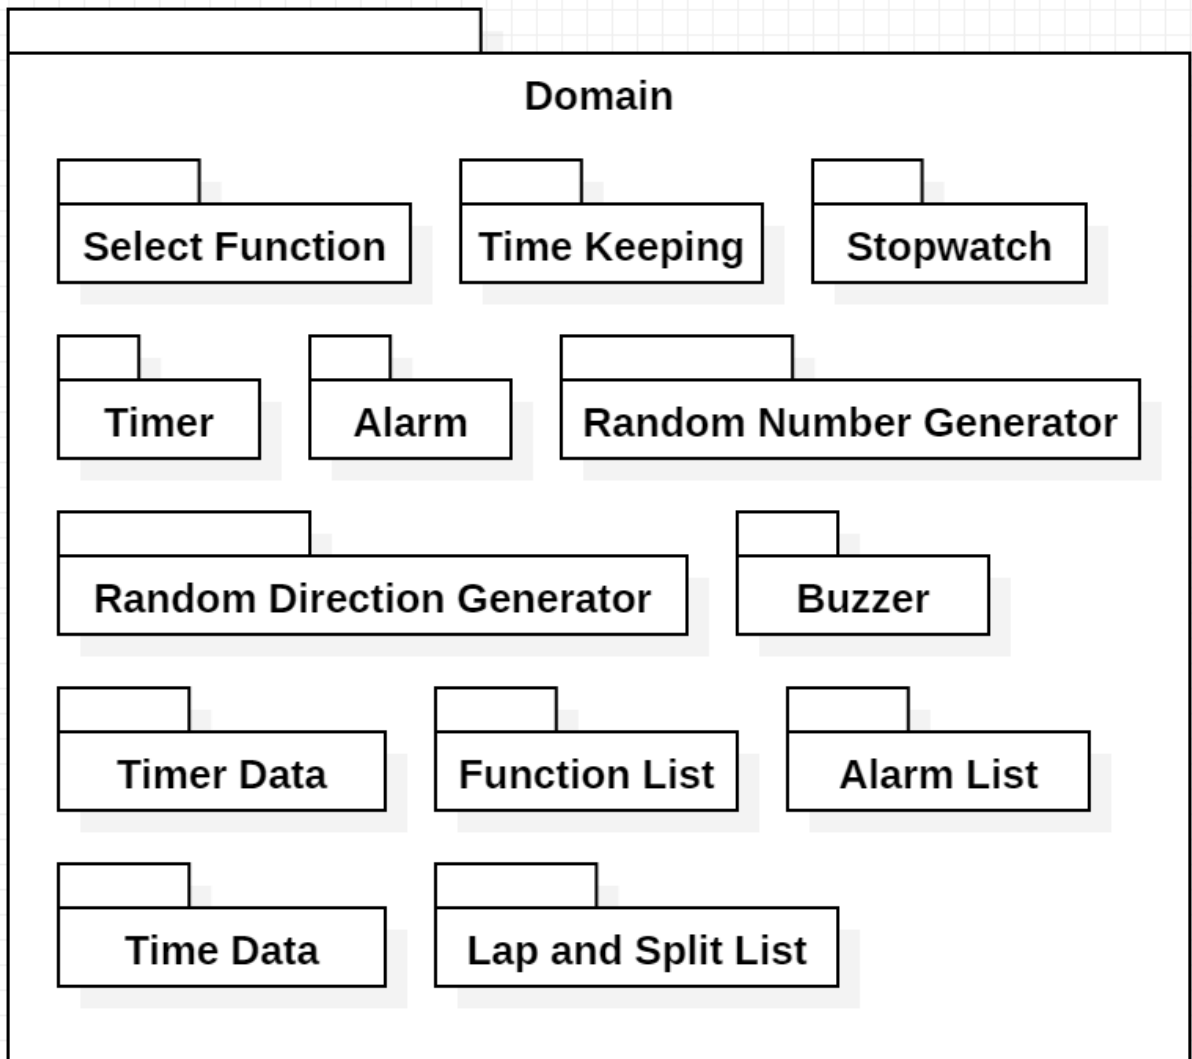 Domain
Select Function
Time Keeping
Stopwatch
Timer
Alarm
Random Number Generator
Random Direction Generator
Buzzer
Timer Data
Function List
Alarm List
Time Data
Lap and Split List